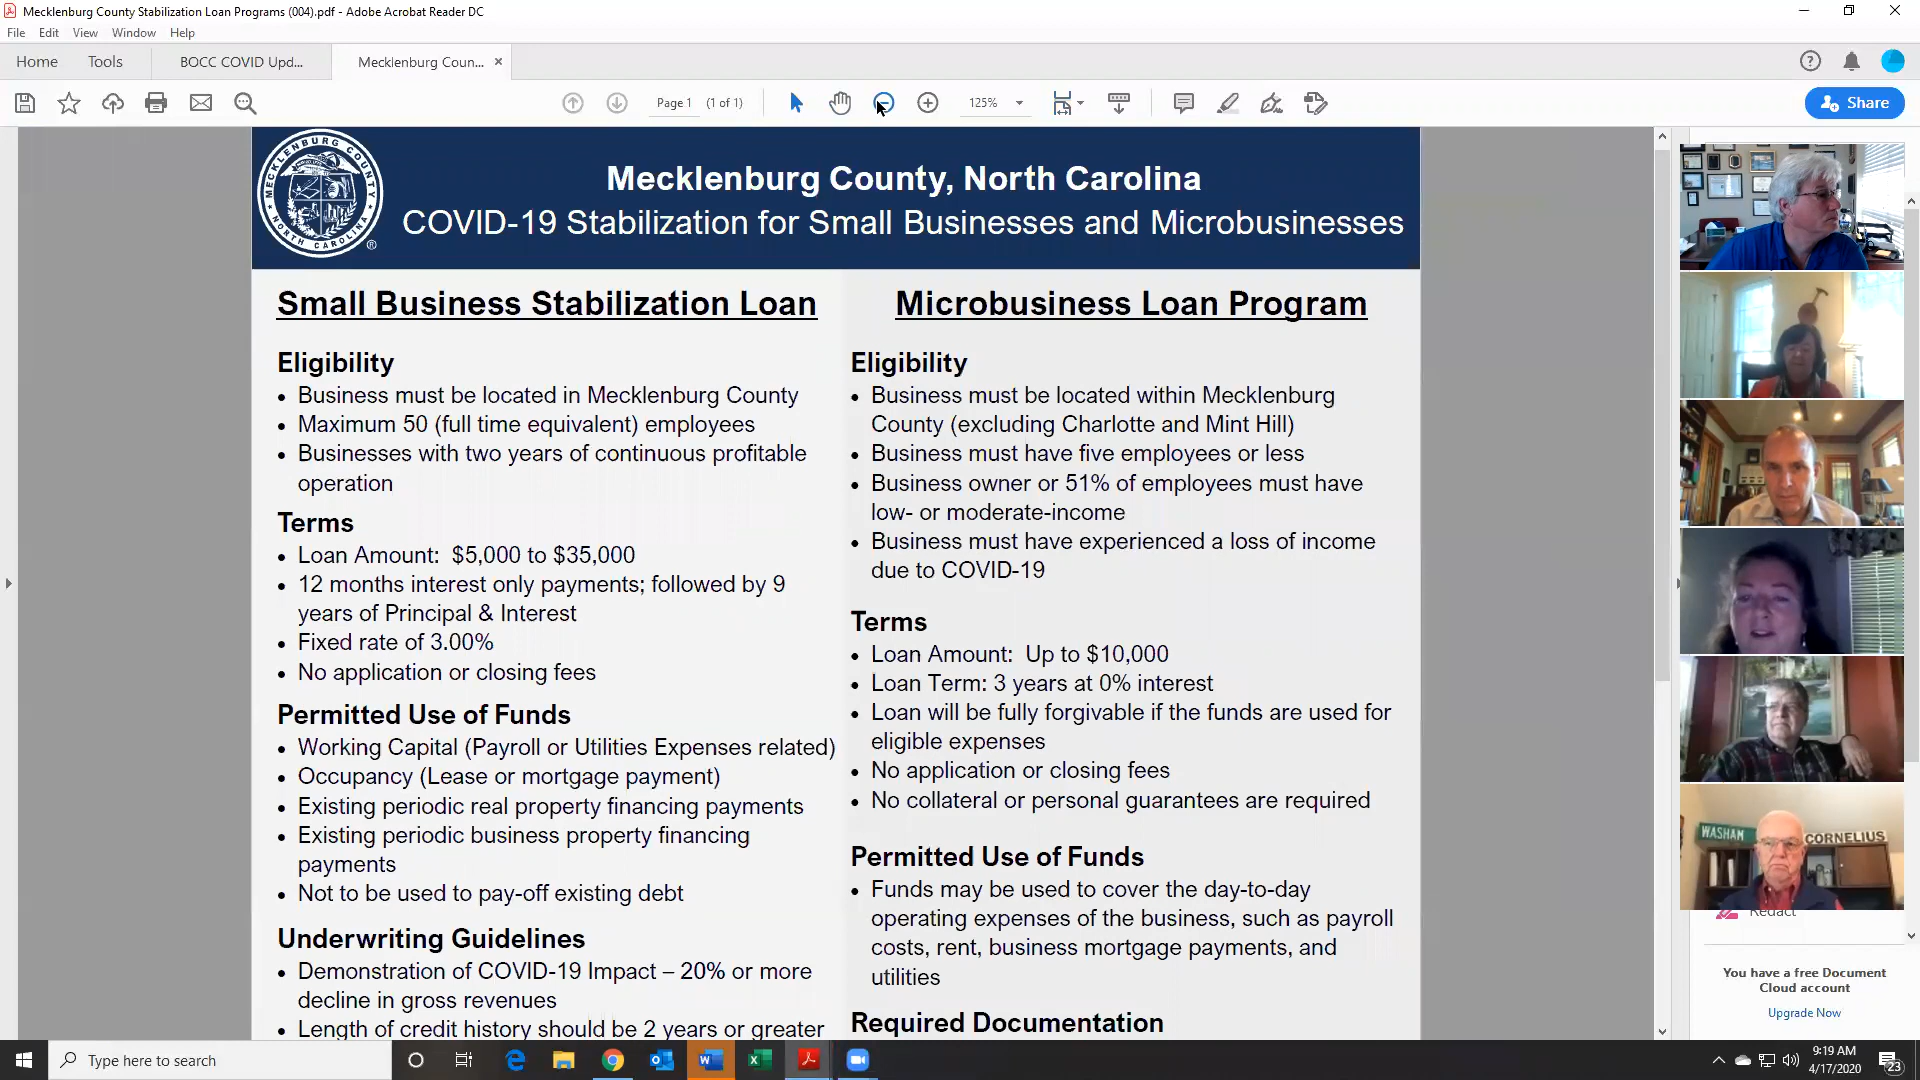 Mecklenburg County Stabilization Loan Programs (004).pdf - Adobe Acrobat Reader DC
File Edit View Window Help
Home Tools BOCC COVID Upd... Mecklenburg Coun... ×
Page 1 (1 of 1) 125% Share
MECKLENBURG COUNTY
NORTH CAROLINA
®
Mecklenburg County, North Carolina
COVID-19 Stabilization for Small Businesses and Microbusinesses
Small Business Stabilization Loan
Eligibility
• Business must be located in Mecklenburg County
• Maximum 50 (full time equivalent) employees
• Businesses with two years of continuous profitable
operation
Terms
• Loan Amount: $5,000 to $35,000
• 12 months interest only payments; followed by 9
years of Principal & Interest
• Fixed rate of 3.00%
• No application or closing fees
Permitted Use of Funds
• Working Capital (Payroll or Utilities Expenses related)
• Occupancy (Lease or mortgage payment)
• Existing periodic real property financing payments
• Existing periodic business property financing
payments
• Not to be used to pay-off existing debt
Underwriting Guidelines
• Demonstration of COVID-19 Impact – 20% or more
decline in gross revenues
• Length of credit history should be 2 years or greater
Microbusiness Loan Program
Eligibility
• Business must be located within Mecklenburg
County (excluding Charlotte and Mint Hill)
• Business must have five employees or less
• Business owner or 51% of employees must have
low- or moderate-income
• Business must have experienced a loss of income
due to COVID-19
Terms
• Loan Amount: Up to $10,000
• Loan Term: 3 years at 0% interest
• Loan will be fully forgivable if the funds are used for
eligible expenses
• No application or closing fees
• No collateral or personal guarantees are required
Permitted Use of Funds
• Funds may be used to cover the day-to-day
operating expenses of the business, such as payroll
costs, rent, business mortgage payments, and
utilities
Required Documentation
WASHAM CORNELIUS
Redact
You have a free Document
Cloud account
Upgrade Now
Type here to search
9:19 AM
4/17/2020
23